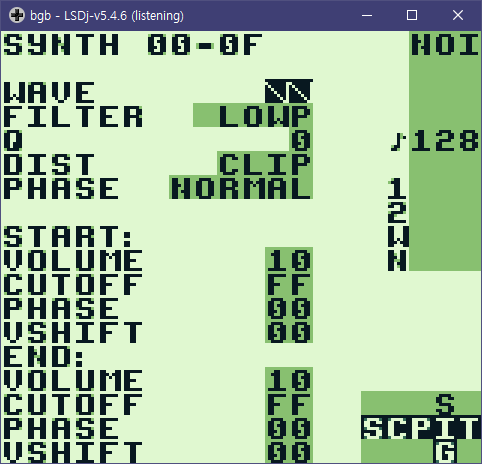 bgb - LSDj-v5.4.6 (listening)
SYNTH 00-0F NOI
WAVE
FILTER LOWP
Q 0
DIST CLIP ♪128
PHASE NORMAL 1
2
START: W
VOLUME 10 N
CUTOFF FF
PHASE 00
VSHIFT 00
END:
VOLUME 10
CUTOFF FF S
PHASE 00 SCPIT
VSHIFT 00 G